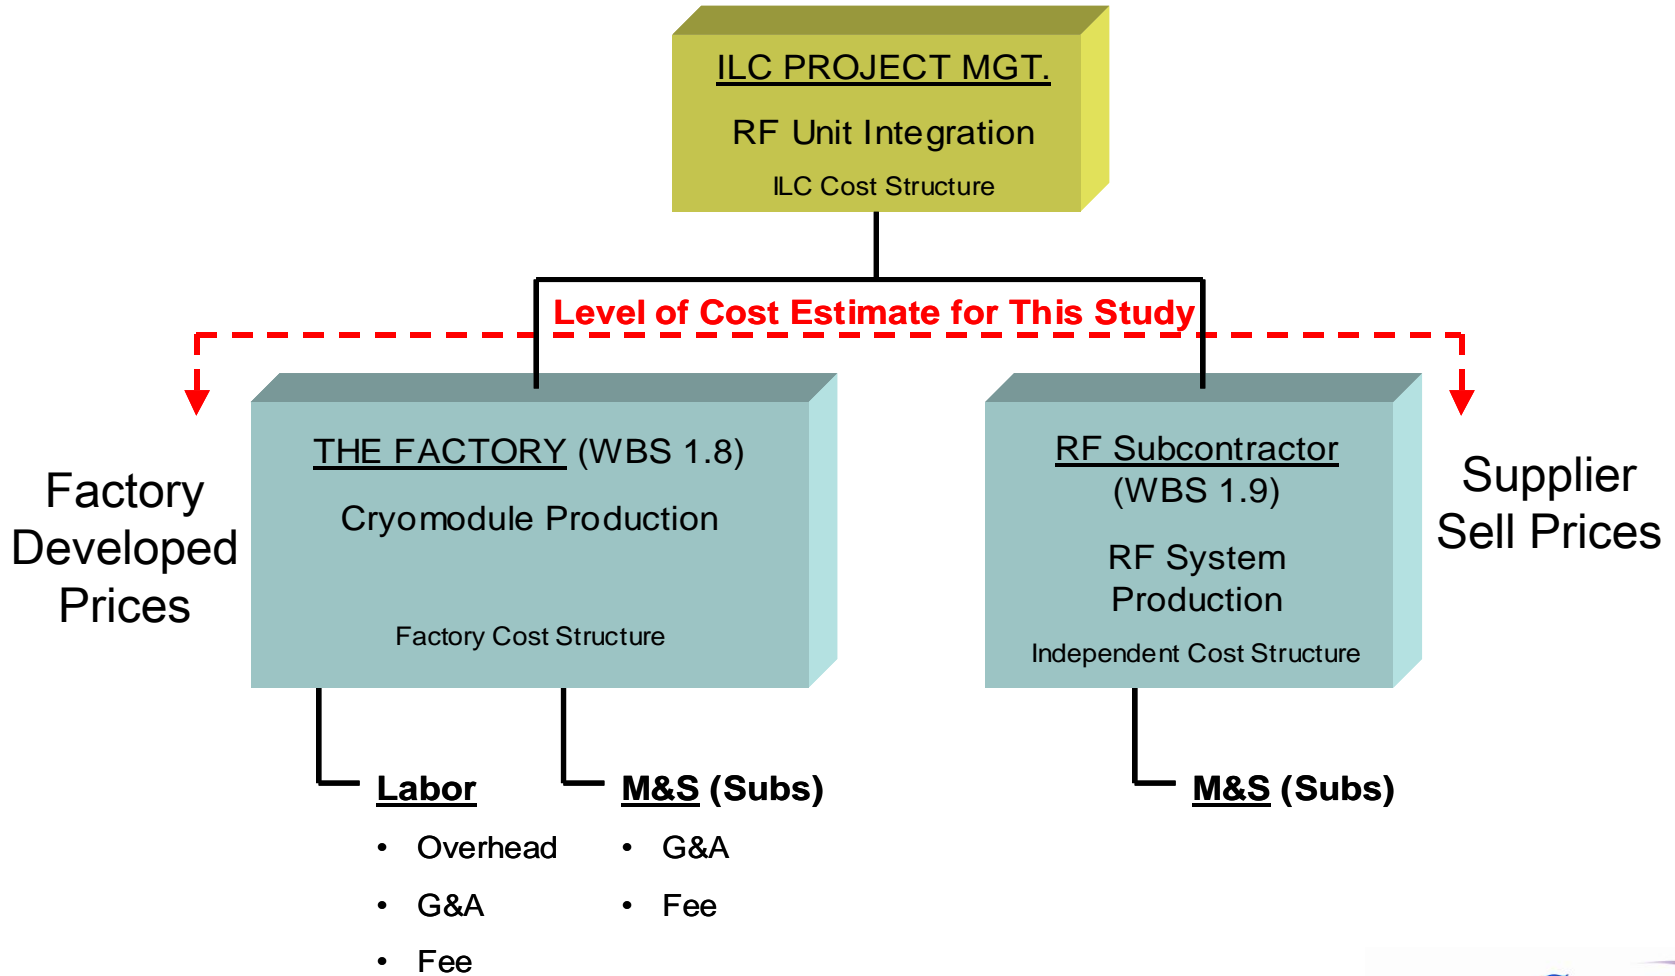 ILC PROJECT MGT.
RF Unit Integration
ILC Cost Structure
Level of Cost Estimate for This Study
Factory
Developed
Prices
THE FACTORY (WBS 1.8)
Cryomodule Production
Factory Cost Structure
RF Subcontractor
(WBS 1.9)
RF System
Production
Independent Cost Structure
Supplier
Sell Prices
Labor
• Overhead
• G&A
• Fee
M&S (Subs)
• G&A
• Fee
M&S (Subs)